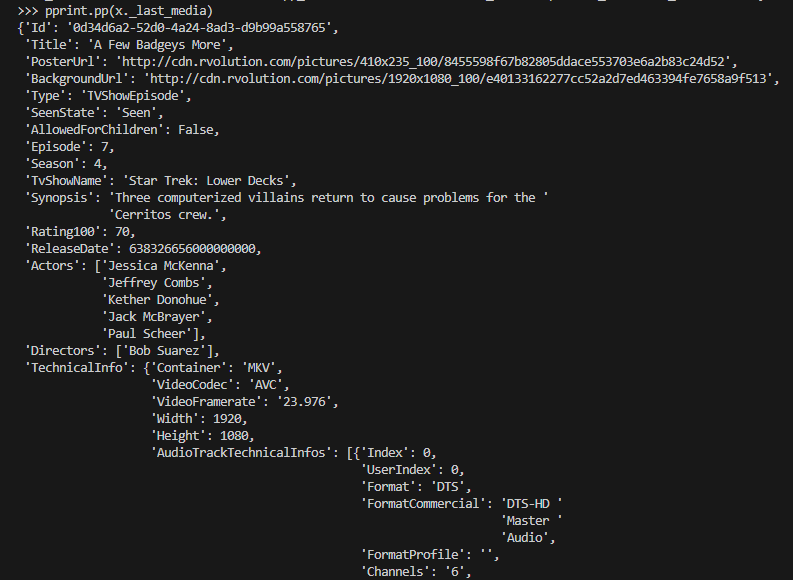 >>> pprint.pp(x._last_media)
{'Id': '0d34d6a2-52d0-4a24-8ad3-d9b99a558765',
 'Title': 'A Few Badgeys More',
 'PosterUrl': 'http://cdn.rvolution.com/pictures/410x235_100/8455598f67b82805ddace553703e6a2b83c24d52',
 'BackgroundUrl': 'http://cdn.rvolution.com/pictures/1920x1080_100/e40133162277cc52a2d7ed463394fe7658a9f513',
 'Type': 'TVShowEpisode',
 'SeenState': 'Seen',
 'AllowedForChildren': False,
 'Episode': 7,
 'Season': 4,
 'TvShowName': 'Star Trek: Lower Decks',
 'Synopsis': 'Three computerized villains return to cause problems for the '
             'Cerritos crew.',
 'Rating100': 70,
 'ReleaseDate': 638326656000000000,
 'Actors': ['Jessica McKenna',
            'Jeffrey Combs',
            'Kether Donohue',
            'Jack McBrayer',
            'Paul Scheer'],
 'Directors': ['Bob Suarez'],
 'TechnicalInfo': {'Container': 'MKV',
                   'VideoCodec': 'AVC',
                   'VideoFramerate': '23.976',
                   'Width': 1920,
                   'Height': 1080,
                   'AudioTrackTechnicalInfos': [{'Index': 0,
                                                 'UserIndex': 0,
                                                 'Format': 'DTS',
                                                 'FormatCommercial': 'DTS-HD '
                                                                     'Master '
                                                                     'Audio',
                                                 'FormatProfile': '',
                                                 'Channels': '6',